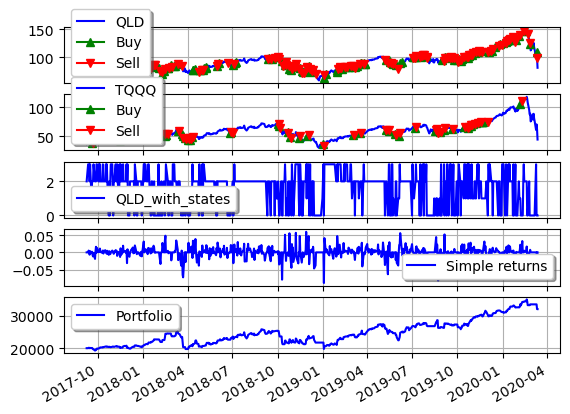 QLD
Buy
Sell
150
100
TQQQ
Buy
Sell
100
50
QLD_with_states
2
0
0.05
0.00
−0.05
Simple returns
Portfolio
30000
20000
2017-10 2018-01 2018-04 2018-07 2018-10 2019-01 2019-04 2019-07 2019-10 2020-01 2020-04